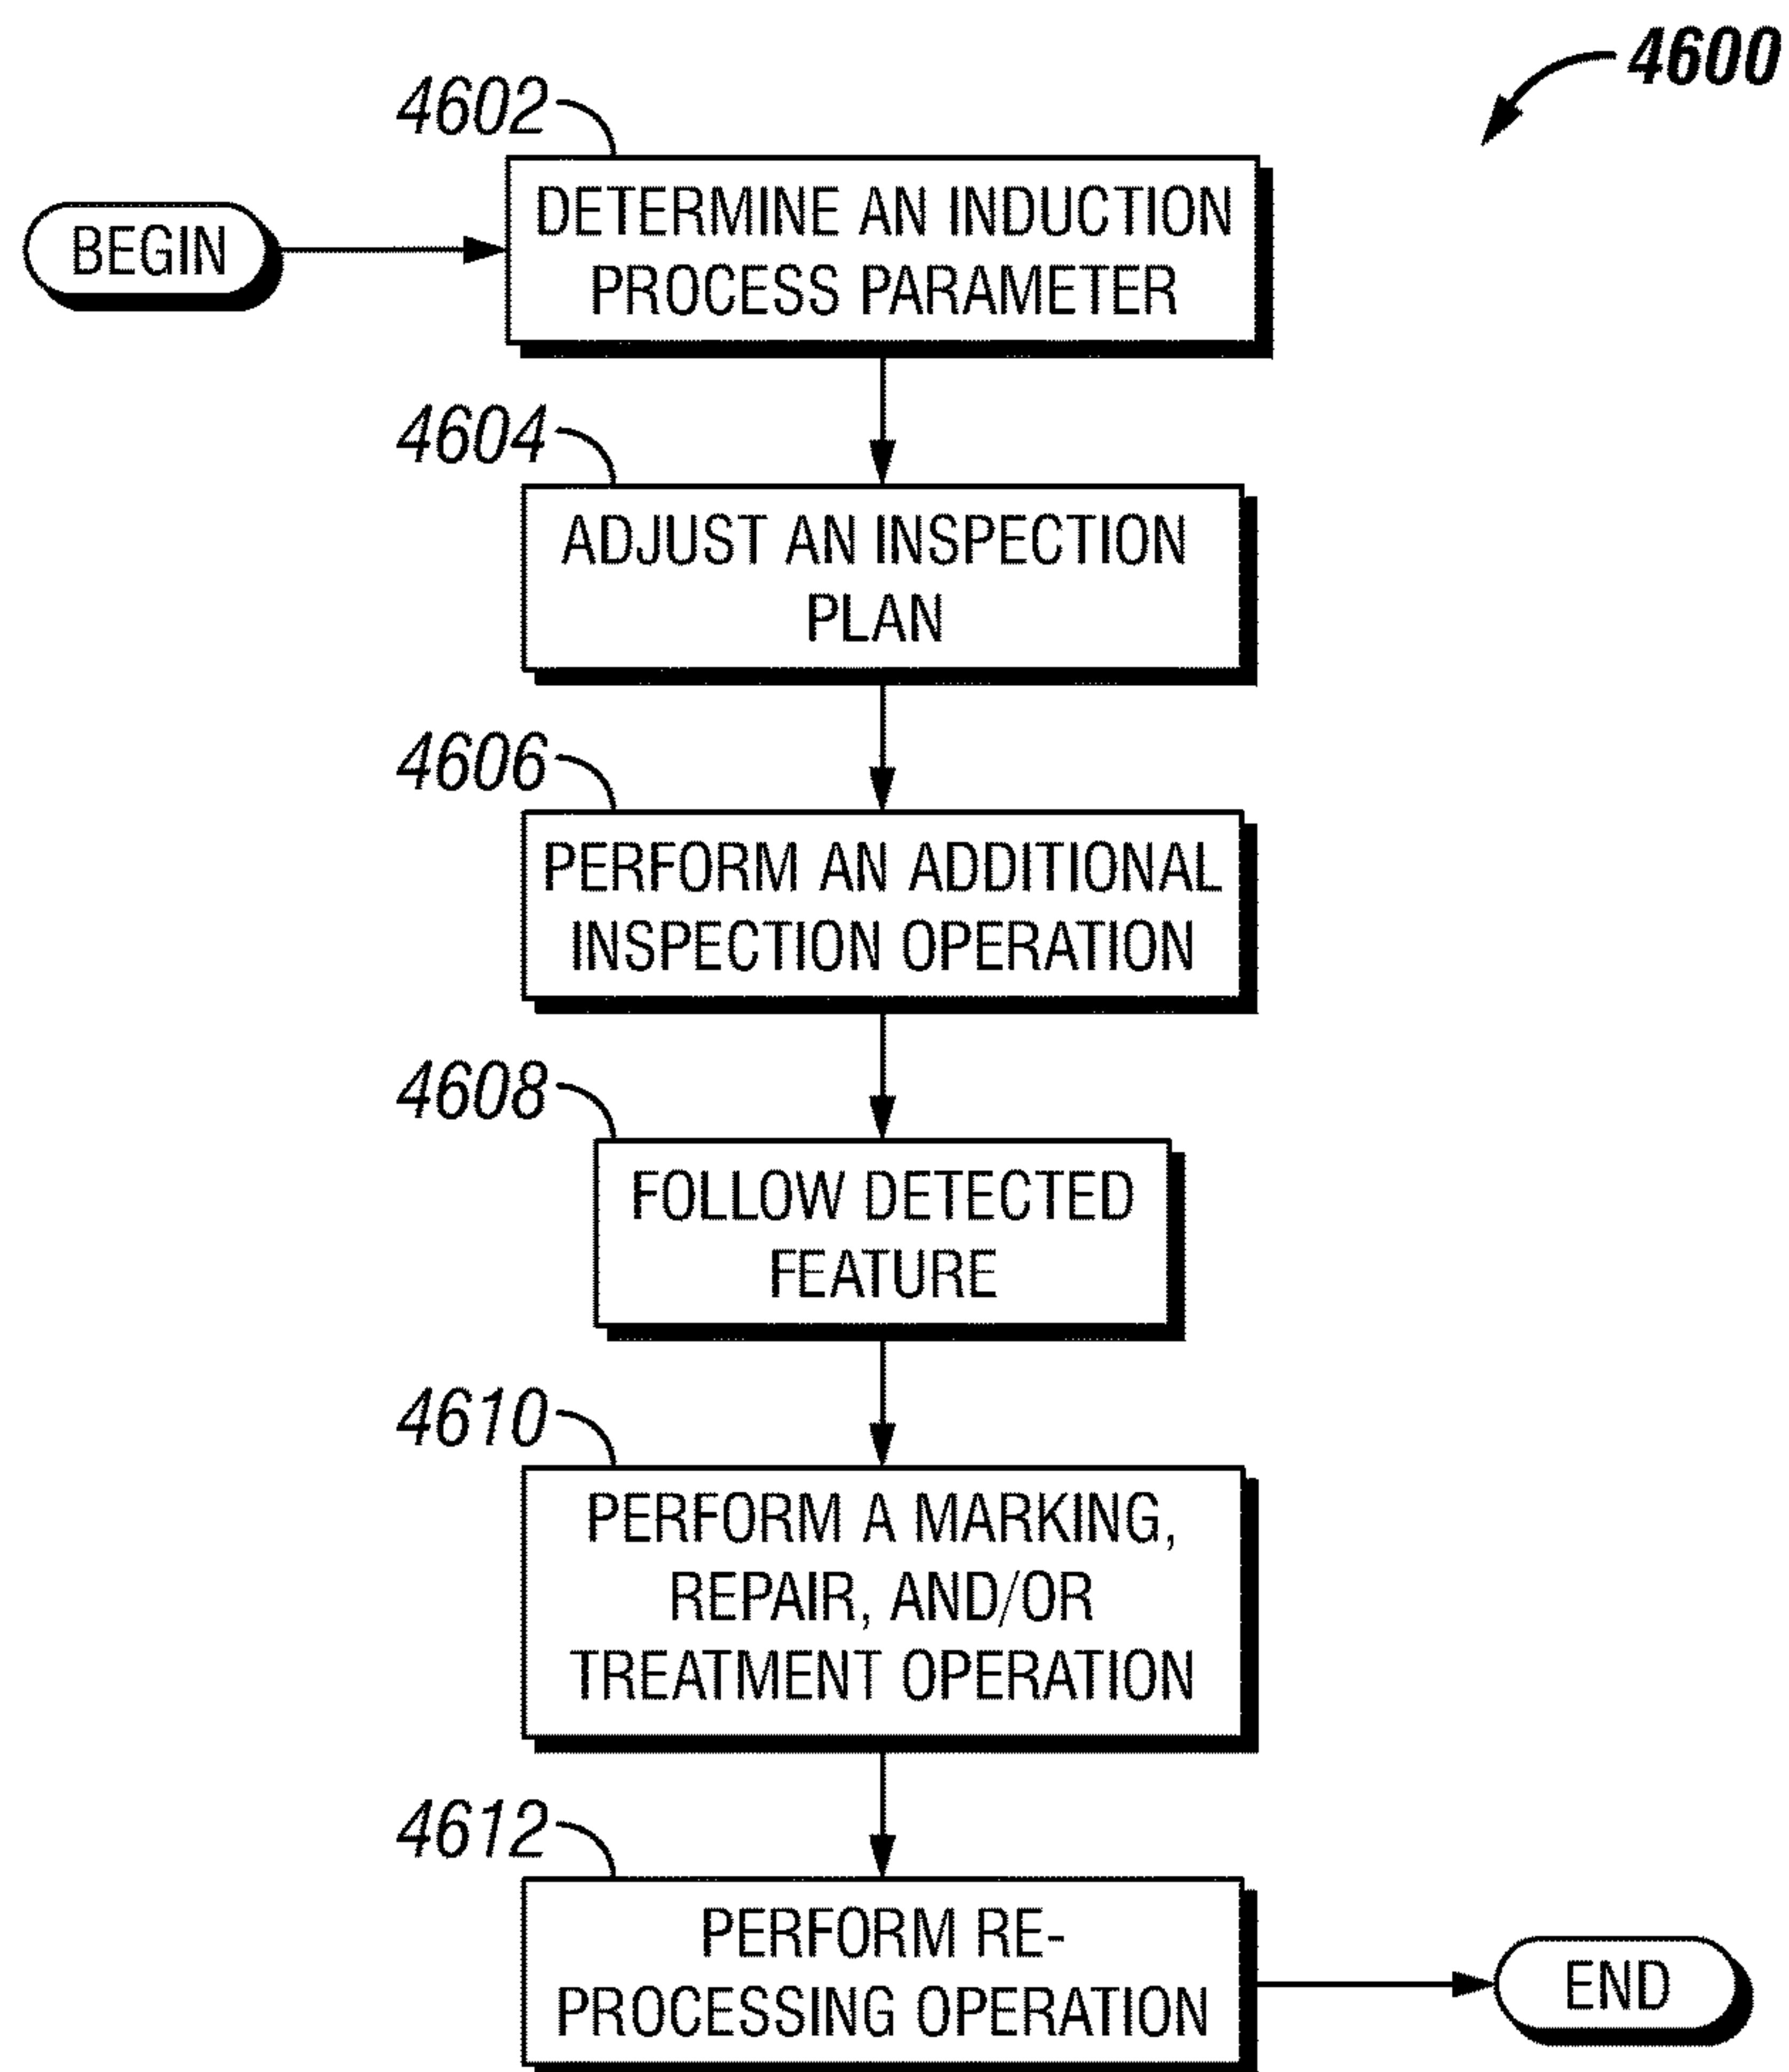 4600
4602
BEGIN
DETERMINE AN INDUCTION
PROCESS PARAMETER
4604
ADJUST AN INSPECTION
PLAN
4606
PERFORM AN ADDITIONAL
INSPECTION OPERATION
4608
FOLLOW DETECTED
FEATURE
4610
PERFORM A MARKING,
REPAIR, AND/OR
TREATMENT OPERATION
4612
PERFORM RE-
PROCESSING OPERATION
END